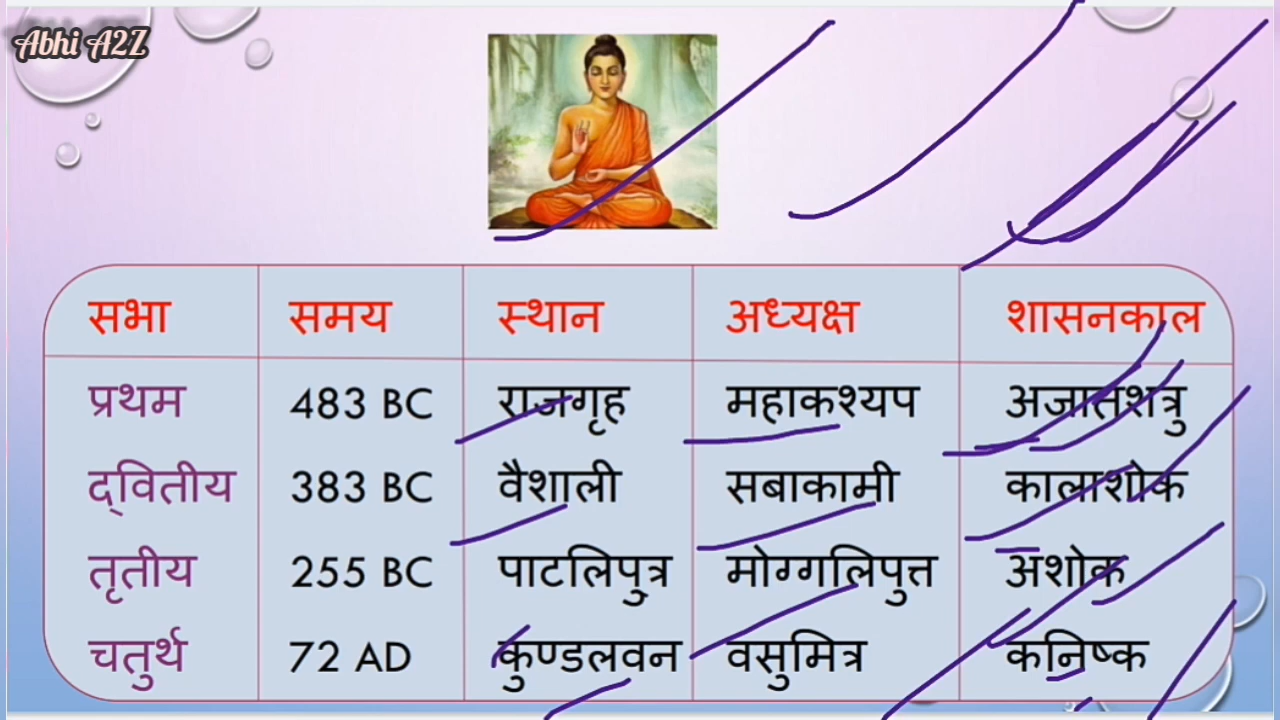 Abhi A2Z
सभा समय स्थान अध्यक्ष शासनकाल
प्रथम 483 BC राजगृह महाकश्यप अजातशत्रु
द्वितीय 383 BC वैशाली सबाकामी कालाशोक
तृतीय 255 BC पाटलिपुत्र मोग्गलिपुत्त अशोक
चतुर्थ 72 AD कुण्डलवन वसुमित्र कनिष्क